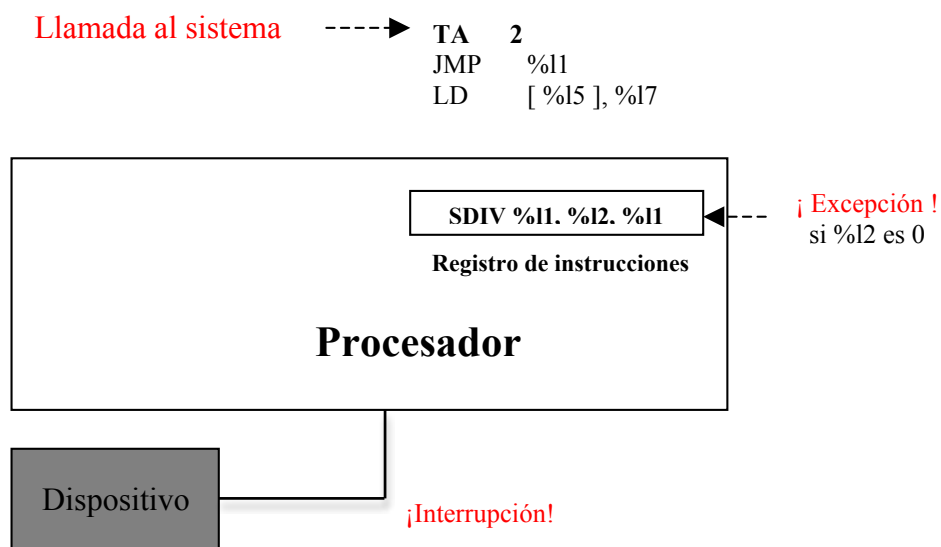 Llamada al sistema
TA 2
JMP %l1
LD [ %l5 ], %l7
SDIV %l1, %l2, %l1
¡ Excepción !
si %l2 es 0
Registro de instrucciones
Procesador
Dispositivo
¡Interrupción!